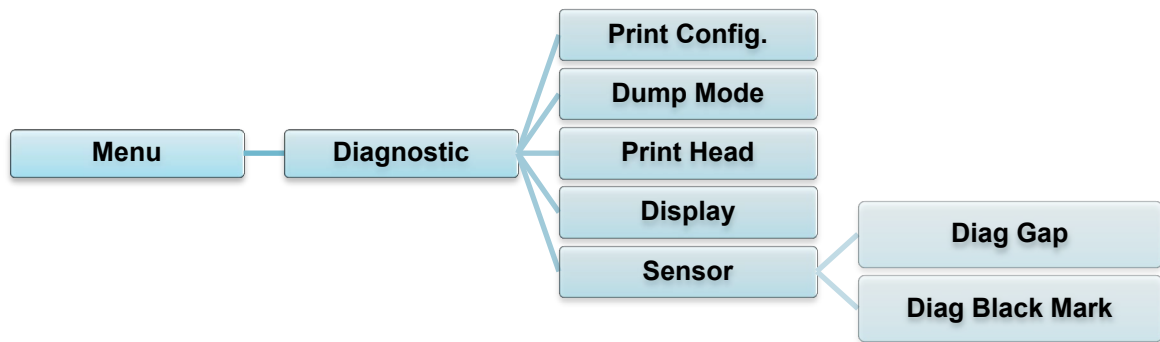 Menu
Diagnostic
Print Config.
Dump Mode
Print Head
Display
Sensor
Diag Gap
Diag Black Mark